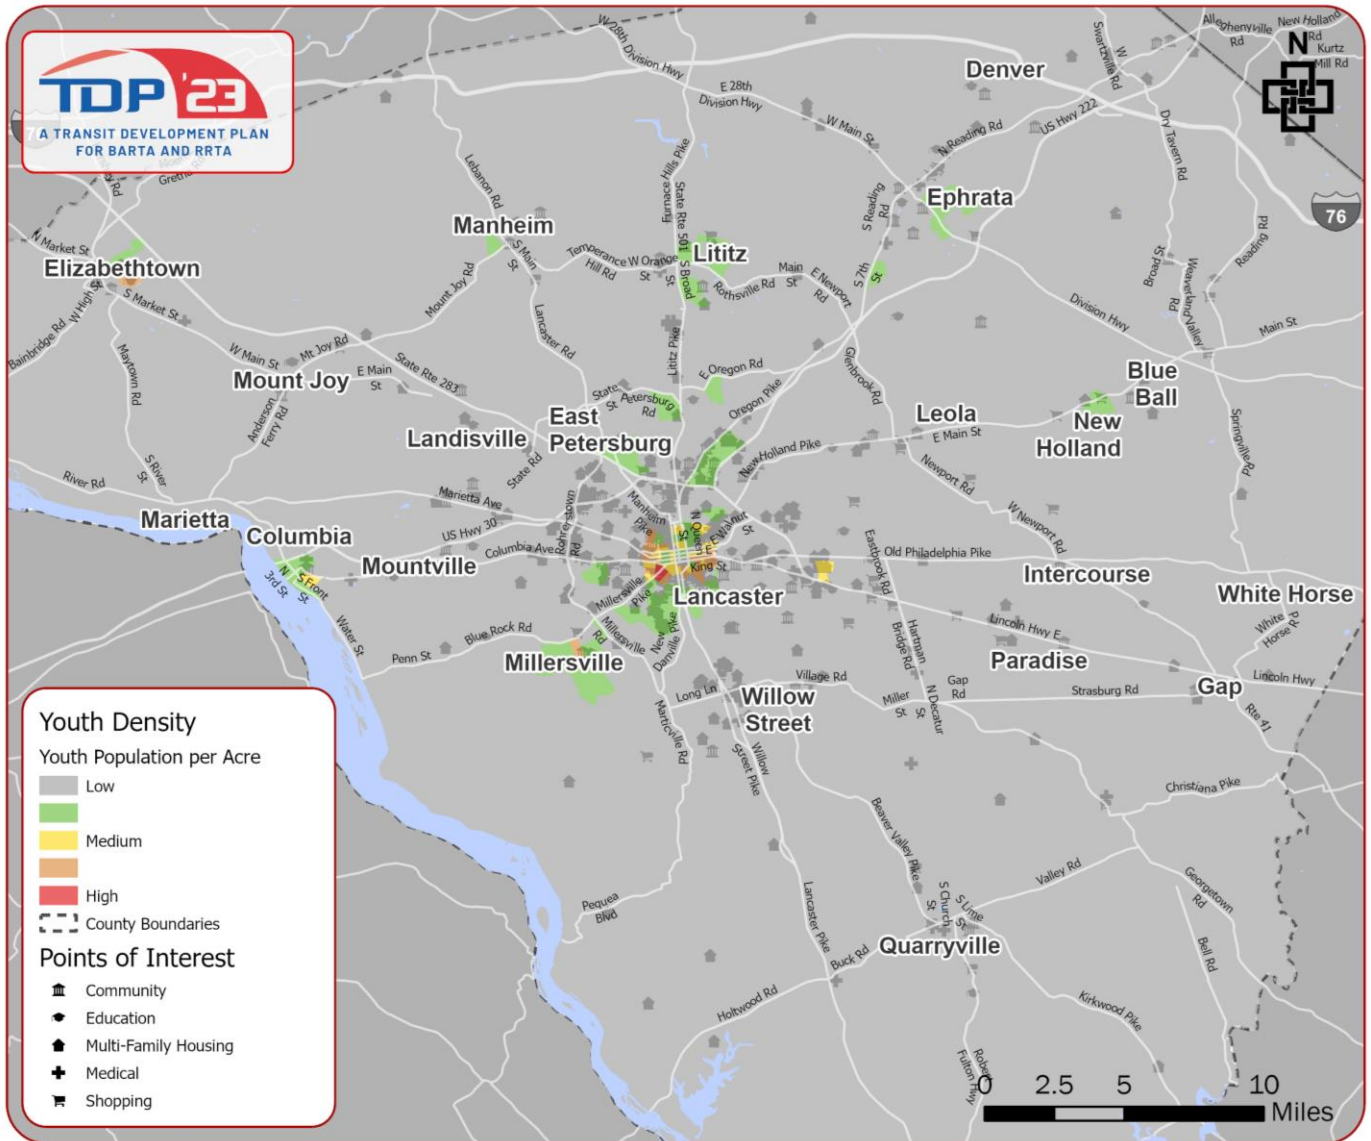 TDP '23
A TRANSIT DEVELOPMENT PLAN
FOR BARTA AND RRTA
N
76
Denver
Ephrata
Manheim
Lititz
Elizabethtown
Mount Joy
Landisville
East
Petersburg
Leola
Blue
Ball
New
Holland
Marietta
Columbia
Mountville
Lancaster
Millersville
Intercourse
White Horse
Paradise
Gap
Willow
Street
Quarryville
W 28th Division Hwy
E 28th
Division Hwy
W Main St
N Reading Rd
US Hwy 222
W
Swartzville Rd
Alleghenyville
Rd
New Holland
Rd
Kurtz
Mill Rd
Dry Tavern Rd
Reading Rd
Broad St
Weaverland Valley
Rd
Main St
Division Hwy
Springville Rd
S Reading
Rd
S 7th
St
Furnace Hills Pike
State Rte 501
Lebanon Rd
S Main
St
Temperance
Hill Rd
W Orange
St
S Broad
St
Rothsville Rd
Main
St
E Newport
Rd
Lititz Pike
Glenbrook Rd
N Market St
W High St
S Market St
Bainbridge Rd
Maytown Rd
W Main St
Mt Joy Rd
E Main
St
Mount Joy Rd
Lancaster Rd
State Rte 283
Anderson
Ferry Rd
State
St
Petersburg
Rd
E Oregon Rd
Oregon Pike
New Holland Pike
E Main St
Newport Rd
W Newport
Rd
River Rd
S River
St
State Rd
Marietta Ave
US Hwy 30
Columbia Ave
Rohrerstown
Rd
Manheim
Pike
N Queen
St
E Walnut
St
E
King St
Old Philadelphia Pike
Eastbrook Rd
Hartman
Bridge Rd
Lincoln Hwy E
White
Horse Rd
Lincoln Hwy
Rte 41
N
3rd St
S Front
St
Water St
Penn St
Blue Rock Rd
Millersville
Pike
Millersville
Rd
New
Danville
Pike
Long Ln
Village Rd
Miller
St
Gap
Rd
N Decatur
St
Strasburg Rd
Marticville Rd
Willow
Street Pike
Beaver Valley Pike
Christiana Pike
Valley Rd
Georgetown
Rd
S Church
St
S Lime
St
Lancaster Pike
Buck Rd
Holtwood Rd
Pequea
Blvd
Kirkwood Pike
Bell Rd
Robert
Fulton Hwy
Youth Density
Youth Population per Acre
Low
Medium
High
County Boundaries
Points of Interest
Community
Education
Multi-Family Housing
Medical
Shopping
0 2.5 5 10
Miles